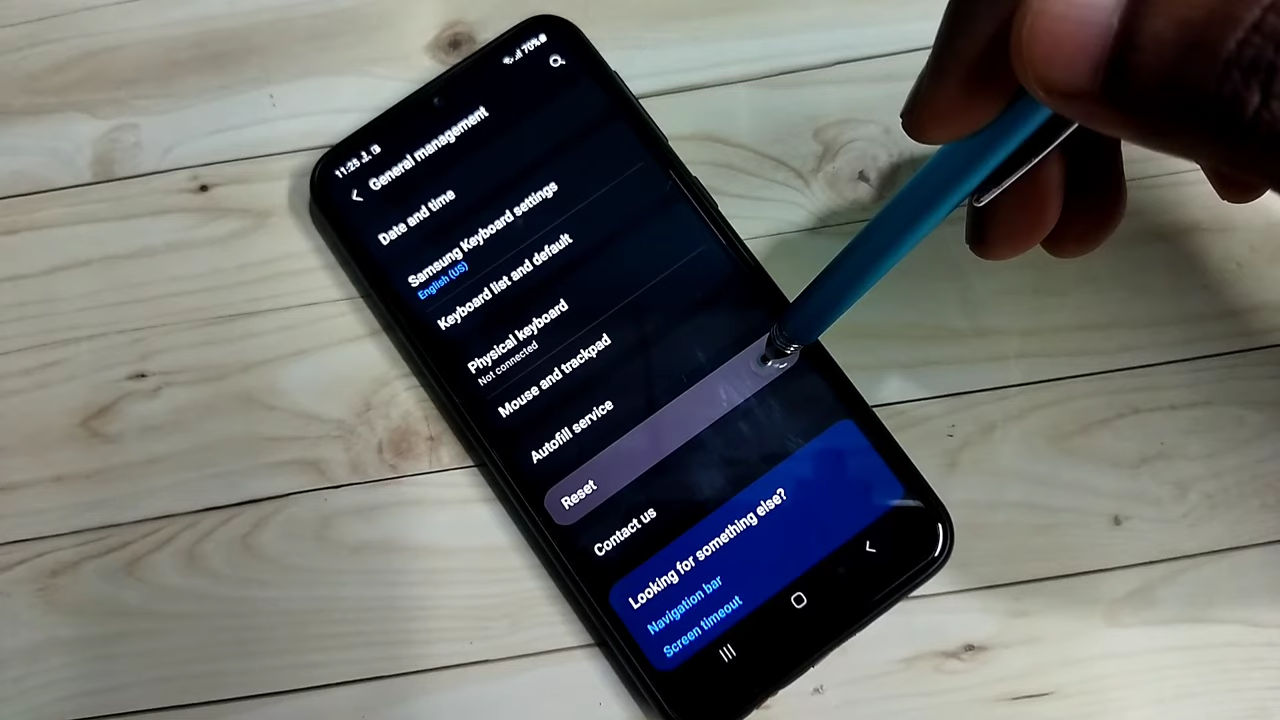 11:25
70%
General management
Date and time
Samsung Keyboard settings
English (US)
Keyboard list and default
Physical keyboard
Not connected
Mouse and trackpad
Autofill service
Reset
Contact us
Looking for something else?
Navigation bar
Screen timeout